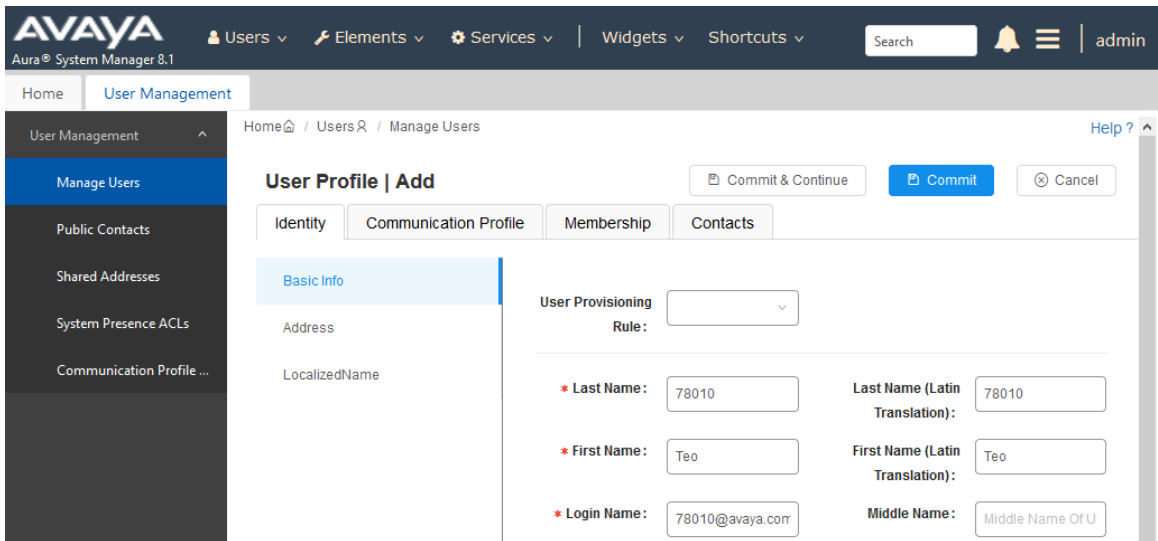 AVAYA
Aura® System Manager 8.1
Users Elements Services Widgets Shortcuts Search admin
Home User Management
User Management
Home / Users / Manage Users Help ?
Manage Users
Public Contacts
Shared Addresses
System Presence ACLs
Communication Profile ...
User Profile | Add
Commit & Continue Commit Cancel
Identity Communication Profile Membership Contacts
Basic Info
Address
LocalizedName
User Provisioning
Rule :
* Last Name : 78010
Last Name (Latin
Translation) : 78010
* First Name : Teo
First Name (Latin
Translation) : Teo
* Login Name : 78010@avaya.com
Middle Name : Middle Name Of U